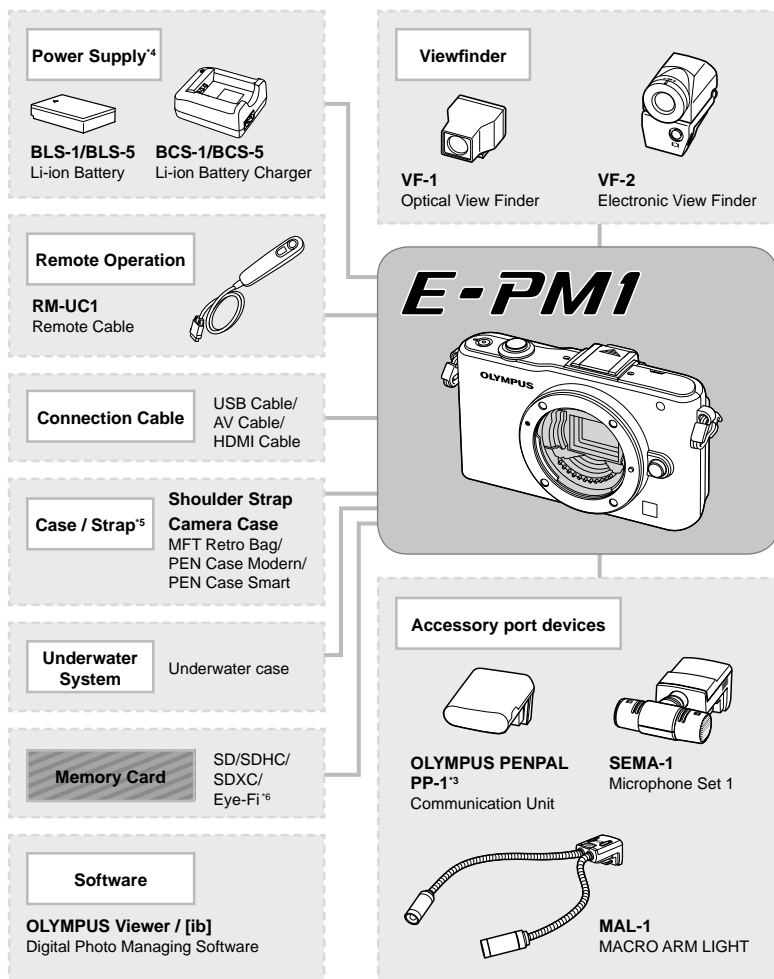 Power Supply*4
BLS-1/BLS-5
Li-ion Battery
BCS-1/BCS-5
Li-ion Battery Charger
Remote Operation
RM-UC1
Remote Cable
Connection Cable
USB Cable/
AV Cable/
HDMI Cable
Case / Strap*5
Shoulder Strap
Camera Case
MFT Retro Bag/
PEN Case Modern/
PEN Case Smart
Underwater
System
Underwater case
Memory Card
SD/SDHC/
SDXC/
Eye-Fi*6
Software
OLYMPUS Viewer / [ib]
Digital Photo Managing Software
Viewfinder
VF-1
Optical View Finder
VF-2
Electronic View Finder
E-PM1
OLYMPUS
Accessory port devices
OLYMPUS PENPAL
PP-1*3
Communication Unit
SEMA-1
Microphone Set 1
MAL-1
MACRO ARM LIGHT